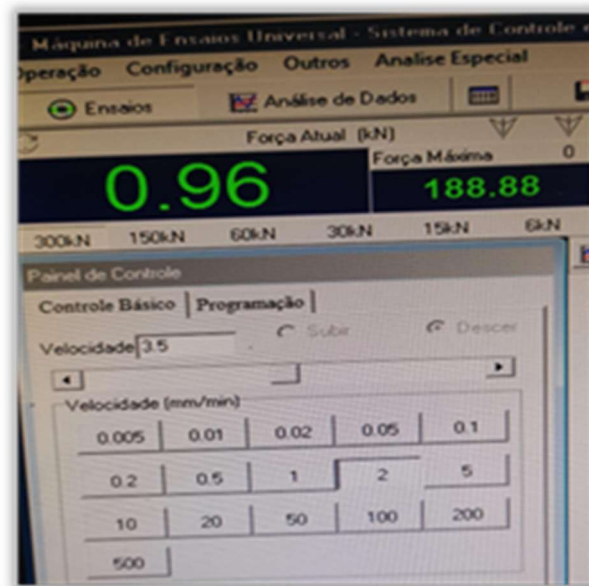 Máquina de Ensaios Universal - Sistema de Controle
Operação Configuração Outros Analise Especial
Ensaios Análise de Dados
Força Atual (kN)
Força Máxima 0
0.96 188.88
300kN 150kN 60kN 30kN 15kN 6kN
Painel de Controle
Controle Básico Programação
Velocidade 3.5 Subir Descer
Velocidade (mm/min)
0.005 0.01 0.02 0.05 0.1
0.2 0.5 1 2 5
10 20 50 100 200
500